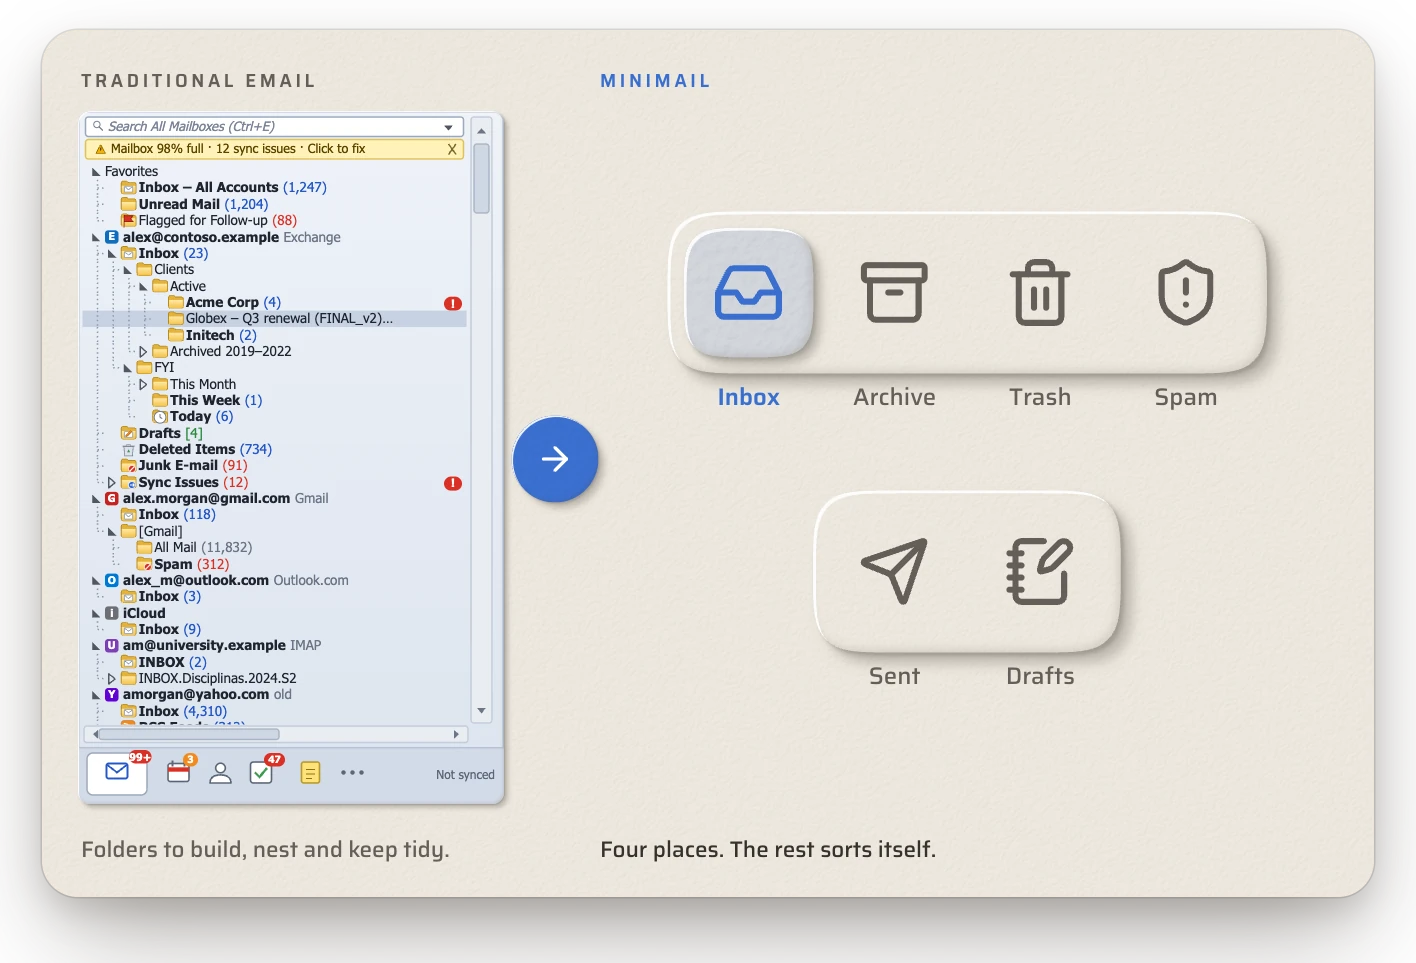 TRADITIONAL EMAIL
Search All Mailboxes (Ctrl+E)
Mailbox 98% full · 12 sync issues · Click to fix X
Favorites
Inbox – All Accounts (1,247)
Unread Mail (1,204)
Flagged for Follow-up (88)
E alex@contoso.example Exchange
Inbox (23)
Clients
Active
Acme Corp (4) !
Globex – Q3 renewal (FINAL_v2)...
Initech (2)
Archived 2019–2022
FYI
This Month
This Week (1)
Today (6)
Drafts [4]
Deleted Items (734)
Junk E-mail (91)
Sync Issues (12) !
G alex.morgan@gmail.com Gmail
Inbox (118)
[Gmail]
All Mail (11,832)
Spam (312)
O alex_m@outlook.com Outlook.com
Inbox (3)
i iCloud
Inbox (9)
U am@university.example IMAP
INBOX (2)
INBOX.Disciplinas.2024.S2
Y amorgan@yahoo.com old
Inbox (4,310)
99+ 3 47
Not synced
Folders to build, nest and keep tidy.
MINIMAIL
Inbox Archive Trash Spam
Sent Drafts
Four places. The rest sorts itself.